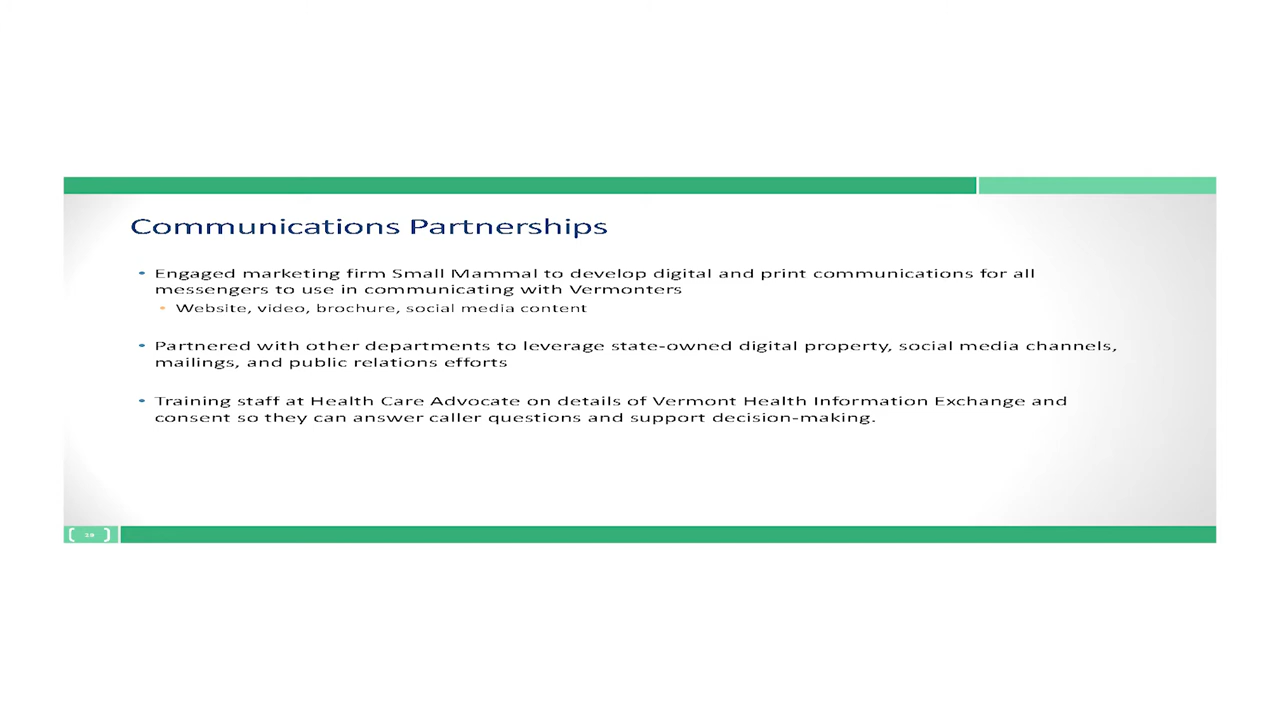 Communications Partnerships
• Engaged marketing firm Small Mammal to develop digital and print communications for all
messengers to use in communicating with Vermonters
• Website, video, brochure, social media content
• Partnered with other departments to leverage state-owned digital property, social media channels,
mailings, and public relations efforts
• Training staff at Health Care Advocate on details of Vermont Health Information Exchange and
consent so they can answer caller questions and support decision-making.